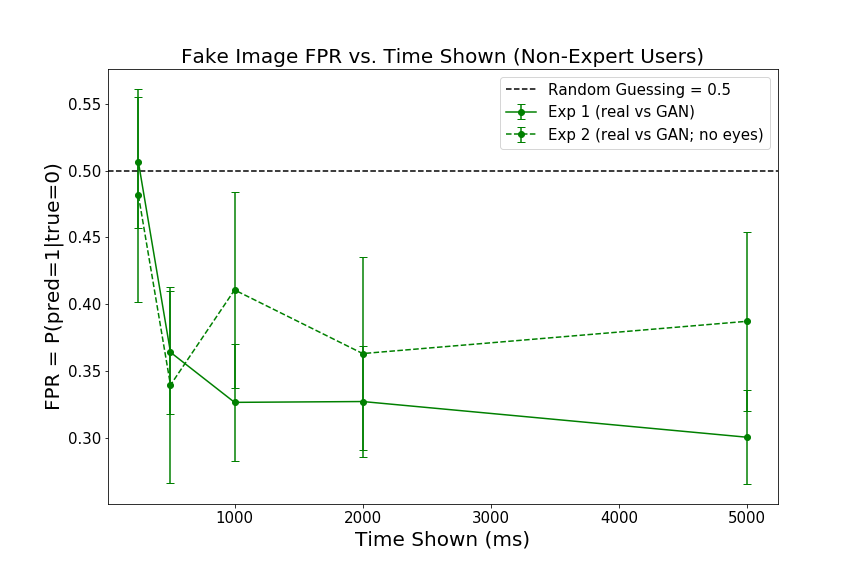 Fake Image FPR vs. Time Shown (Non-Expert Users)
Random Guessing = 0.5
Exp 1 (real vs GAN)
Exp 2 (real vs GAN; no eyes)
FPR = P(pred=1|true=0)
0.55
0.50
0.45
0.40
0.35
0.30
1000 2000 3000 4000 5000
Time Shown (ms)